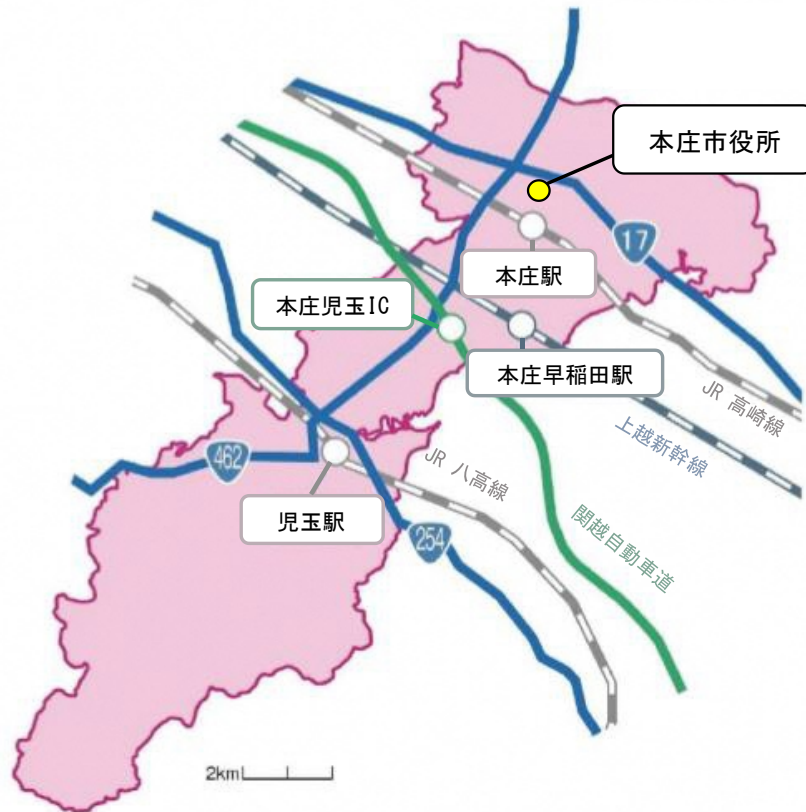 本庄市役所
17
本庄駅
本庄児玉IC
本庄早稲田駅
JR 高崎線
上越新幹線
462
JR 八高線
児玉駅
254
関越自動車道
2km